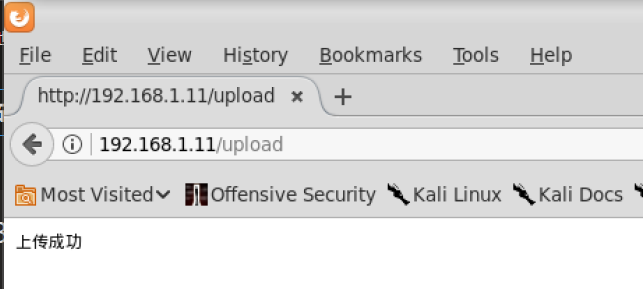 File Edit View History Bookmarks Tools Help
http://192.168.1.11/upload
192.168.1.11/upload
Most Visited Offensive Security Kali Linux Kali Docs
上传成功